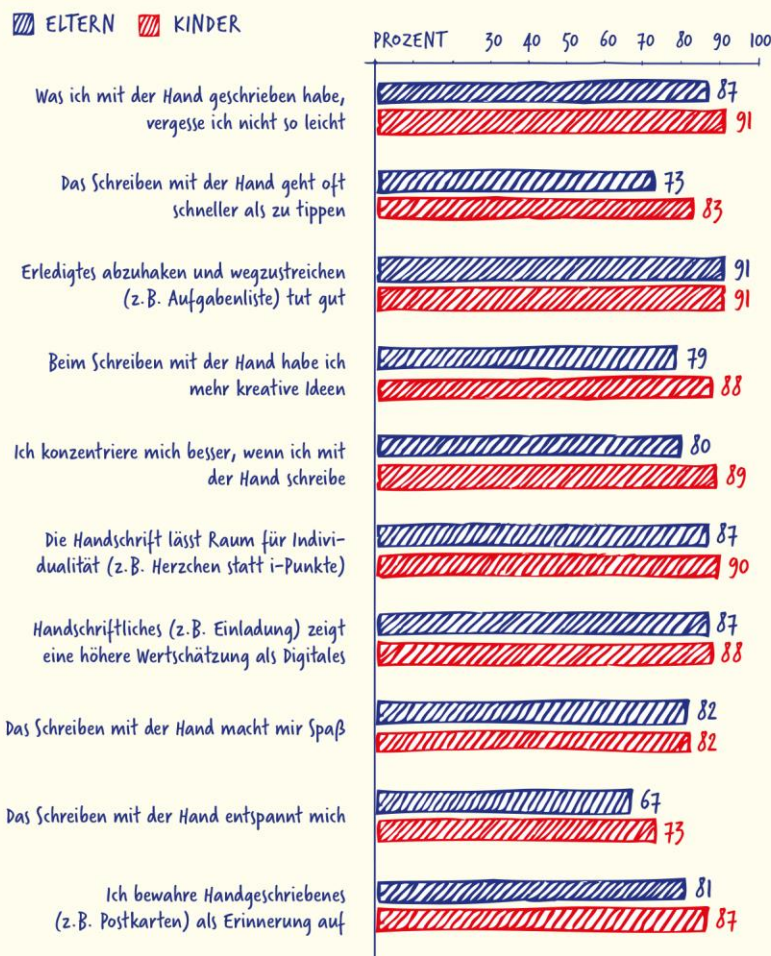 ELTERN KINDER
PROZENT 30 40 50 60 70 80 90 100
Was ich mit der Hand geschrieben habe,
vergesse ich nicht so leicht
87
91
Das Schreiben mit der Hand geht oft
schneller als zu tippen
73
83
Erledigtes abzuhaken und wegzustreichen
(z.B. Aufgabenliste) tut gut
91
91
Beim Schreiben mit der Hand habe ich
mehr kreative Ideen
79
88
Ich konzentriere mich besser, wenn ich mit
der Hand schreibe
80
89
Die Handschrift lässt Raum für Indivi-
dualität (z.B. Herzchen statt i-Punkte)
87
90
Handschriftliches (z.B. Einladung) zeigt
eine höhere Wertschätzung als Digitales
87
88
Das Schreiben mit der Hand macht mir Spaß
82
82
Das Schreiben mit der Hand entspannt mich
67
73
Ich bewahre Handgeschriebenes
(z.B. Postkarten) als Erinnerung auf
81
87